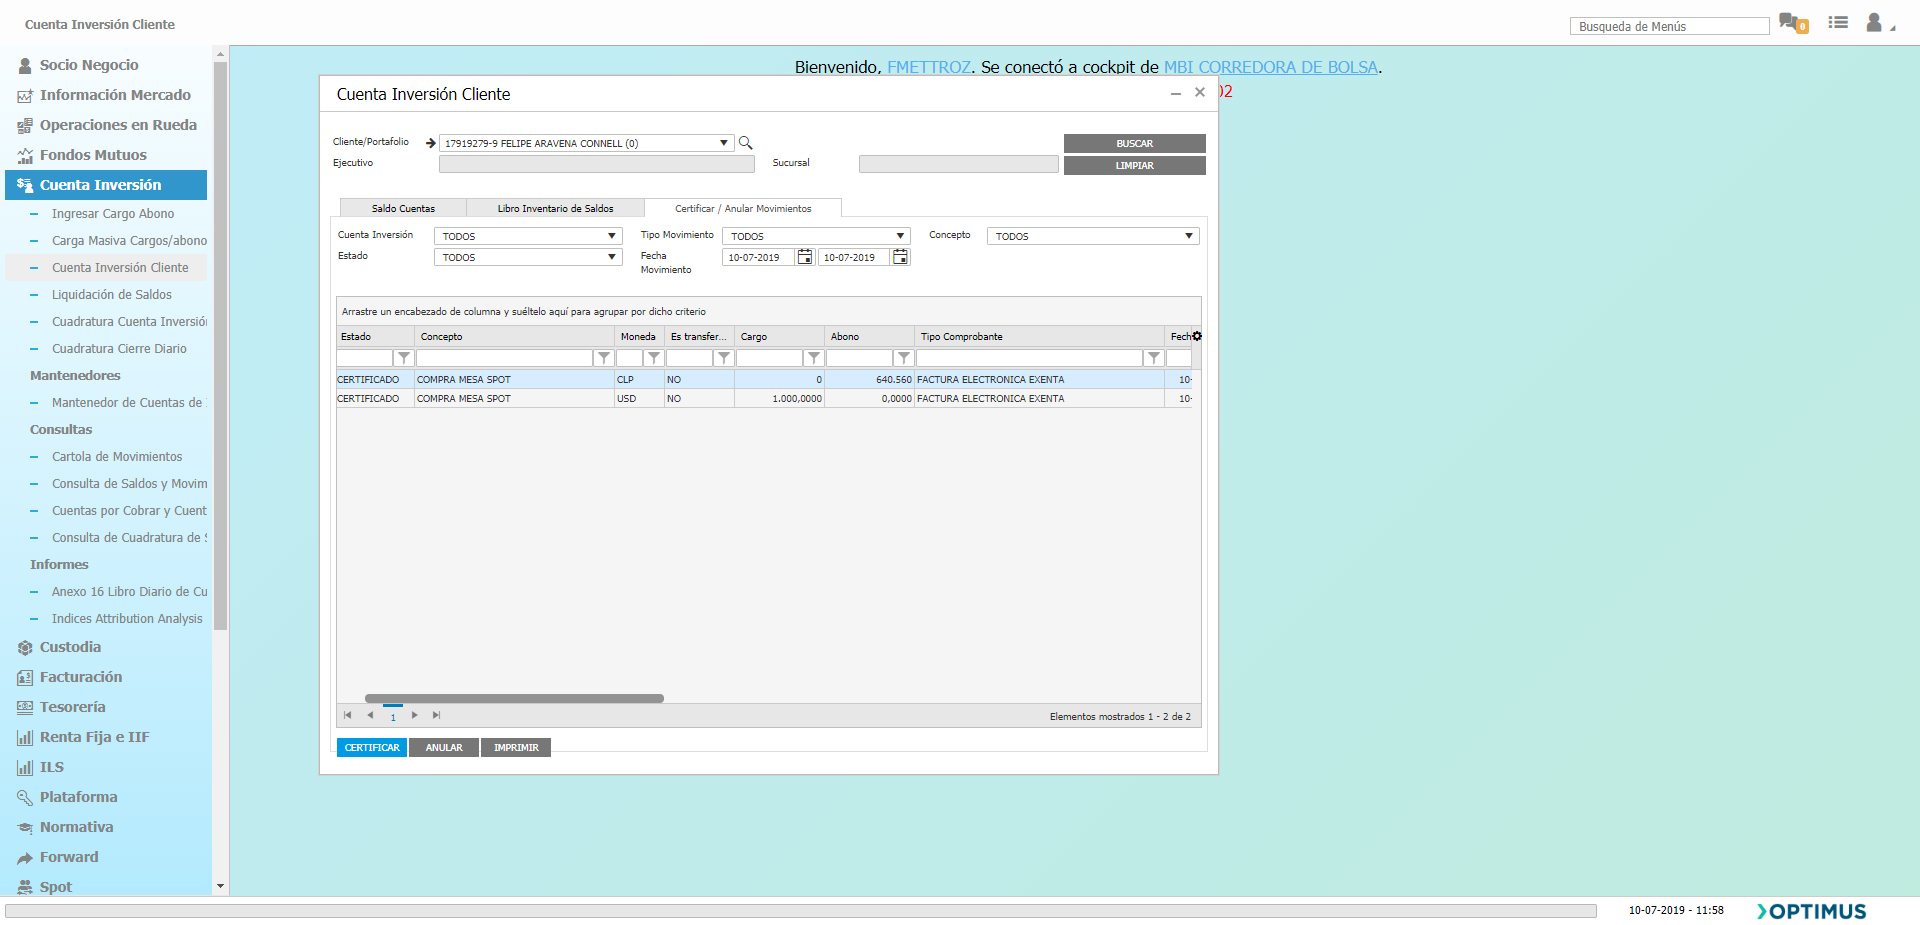 Cuenta Inversión Cliente
Busqueda de Menús
0
Socio Negocio
Información Mercado
Operaciones en Rueda
Fondos Mutuos
Cuenta Inversión
Ingresar Cargo Abono
Carga Masiva Cargos/abono
Cuenta Inversión Cliente
Liquidación de Saldos
Cuadratura Cuenta Inversió
Cuadratura Cierre Diario
Mantenedores
Mantenedor de Cuentas de
Consultas
Cartola de Movimientos
Consulta de Saldos y Movim
Cuentas por Cobrar y Cuent
Consulta de Cuadratura de
Informes
Anexo 16 Libro Diario de Cu
Indices Attribution Analysis
Custodia
Facturación
Tesorería
Renta Fija e IIF
ILS
Plataforma
Normativa
Forward
Spot
Bienvenido, FMETTROZ. Se conectó a cockpit de MBI CORREDORA DE BOLSA.
)2
Cuenta Inversión Cliente
Cliente/Portafolio 17919279-9 FELIPE ARAVENA CONNELL (0) BUSCAR
Ejecutivo Sucursal LIMPIAR
Saldo Cuentas Libro Inventario de Saldos Certificar / Anular Movimientos
Cuenta Inversión TODOS Tipo Movimiento TODOS Concepto TODOS
Estado TODOS Fecha Movimiento 10-07-2019 10-07-2019
Arrastre un encabezado de columna y suéltelo aquí para agrupar por dicho criterio
Estado Concepto Moneda Es transfer... Cargo Abono Tipo Comprobante Fech
CERTIFICADO COMPRA MESA SPOT CLP NO 0 640.560 FACTURA ELECTRONICA EXENTA 10-
CERTIFICADO COMPRA MESA SPOT USD NO 1.000,0000 0,0000 FACTURA ELECTRONICA EXENTA 10-
1 Elementos mostrados 1 - 2 de 2
CERTIFICAR ANULAR IMPRIMIR
10-07-2019 - 11:58 OPTIMUS